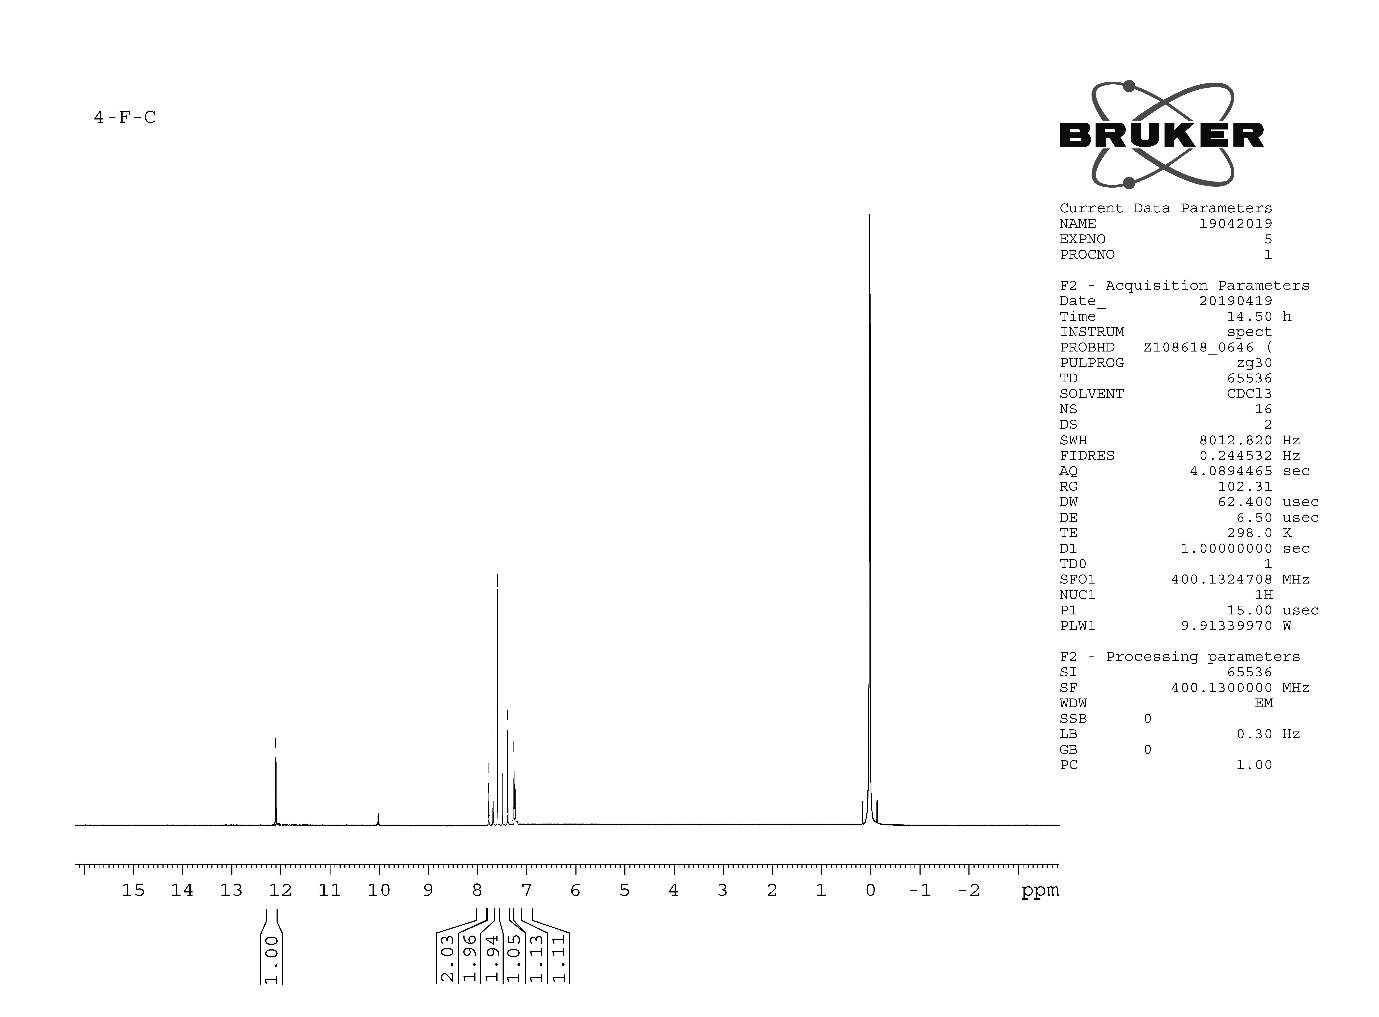 4-F-C
BRUKER
Current Data Parameters
NAME 19042019
EXPNO 5
PROCNO 1
F2 - Acquisition Parameters
Date_ 20190419
Time 14.50 h
INSTRUM spect
PROBHD Z108618_0646 (
PULPROG zg30
TD 65536
SOLVENT CDCl3
NS 16
DS 2
SWH 8012.820 Hz
FIDRES 0.244532 Hz
AQ 4.0894465 sec
RG 102.31
DW 62.400 usec
DE 6.50 usec
TE 298.0 K
D1 1.00000000 sec
TD0 1
SFO1 400.1324708 MHz
NUC1 1H
P1 15.00 usec
PLW1 9.91339970 W
F2 - Processing parameters
SI 65536
SF 400.1300000 MHz
WDW EM
SSB 0
LB 0.30 Hz
GB 0
PC 1.00
15 14 13 12 11 10 9 8 7 6 5 4 3 2 1 0 -1 -2 ppm
1.00
2.03
1.96
1.94
1.05
1.13
1.11